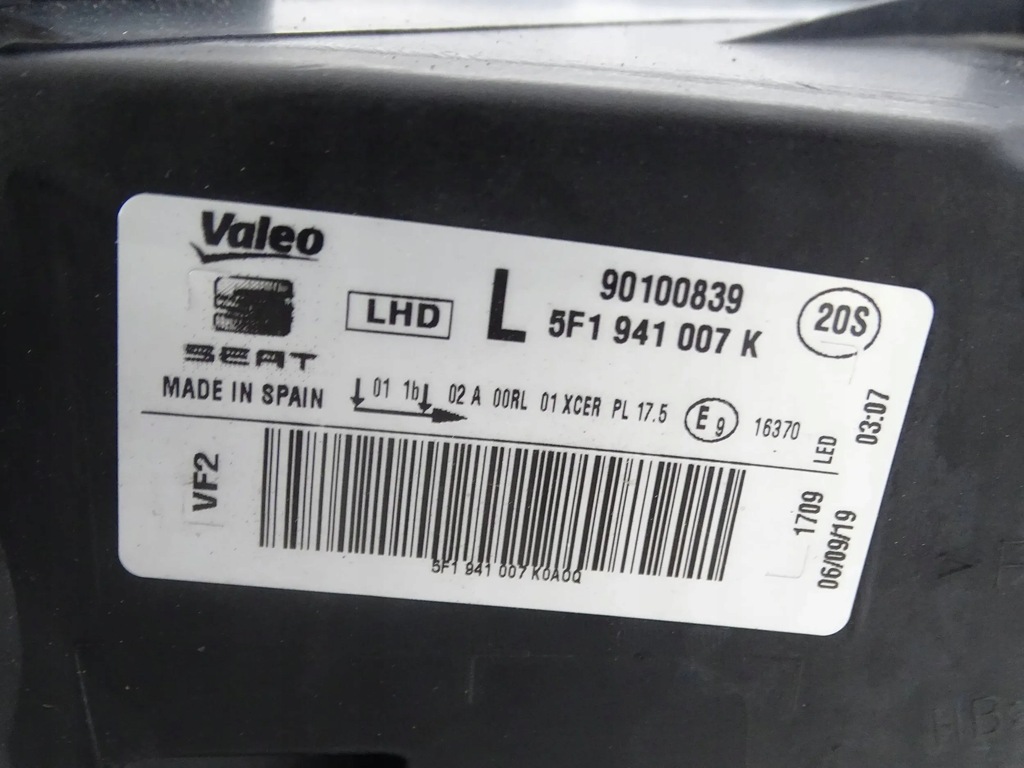 Valeo
SEAT
MADE IN SPAIN
LHD
L
90100839
5F1 941 007 K
20S
01 1b 02 A 00RL 01 XCER PL 17.5 E 9 16370
LED
03:07
VF2
5F1 941 007 K0A0Q
1709
06/09/19